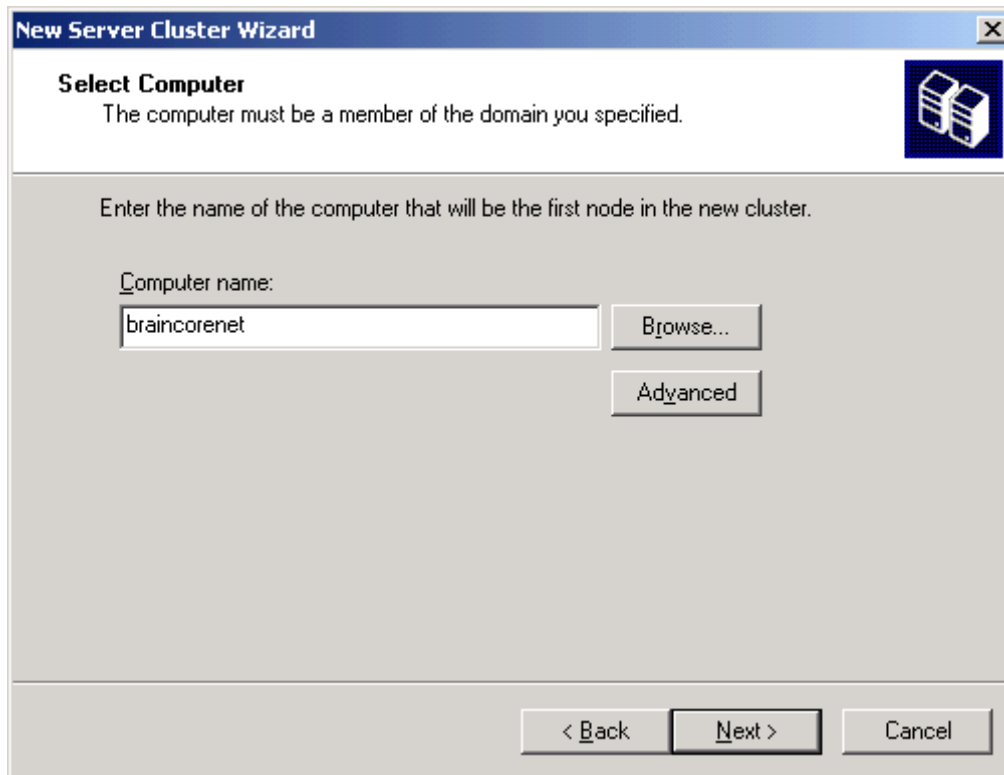 New Server Cluster Wizard
Select Computer
The computer must be a member of the domain you specified.
Enter the name of the computer that will be the first node in the new cluster.
Computer name:
braincorenet
Browse...
Advanced
< Back
Next >
Cancel